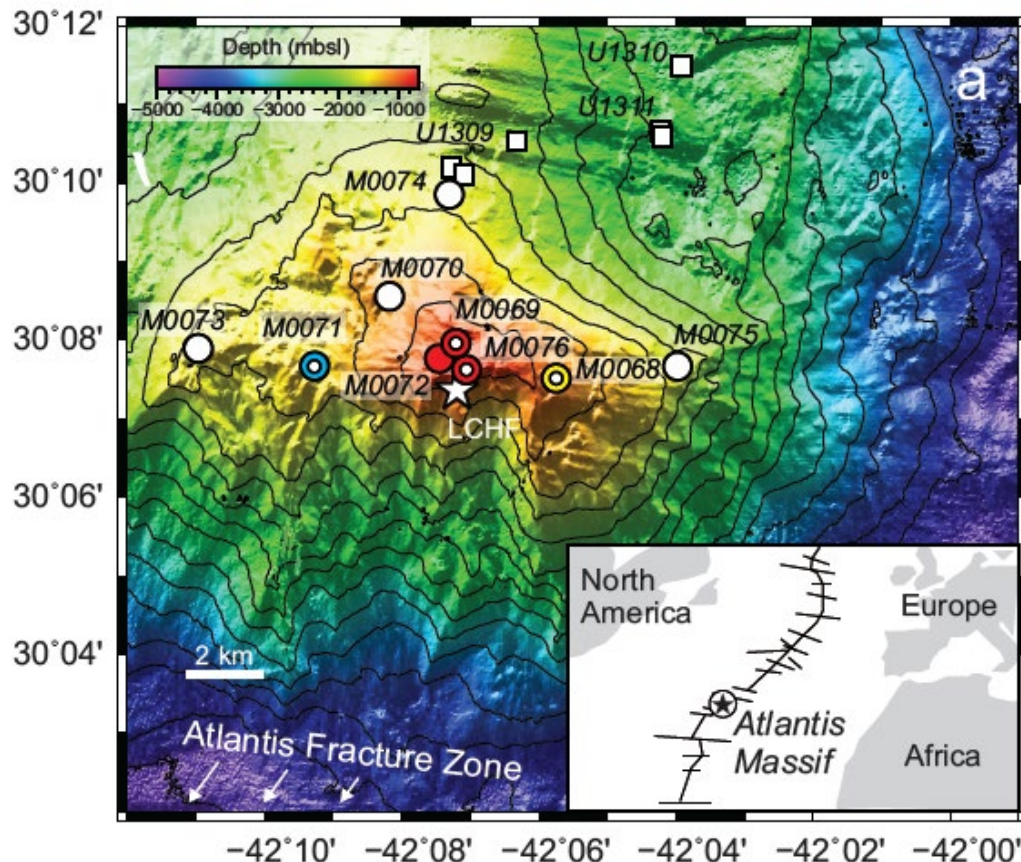 30°12'
Depth (mbsl)
−5000 −4000 −3000 −2000 −1000
a
U1310
U1311
U1309
30°10'
M0074
M0070
M0069
M0073
M0071
M0075
30°08'
M0076
M0068
M0072
LCHF
30°06'
North
America
Europe
30°04'
2 km
Atlantis
Massif
Africa
Atlantis Fracture Zone
−42°10' −42°08' −42°06' −42°04' −42°02' −42°00'